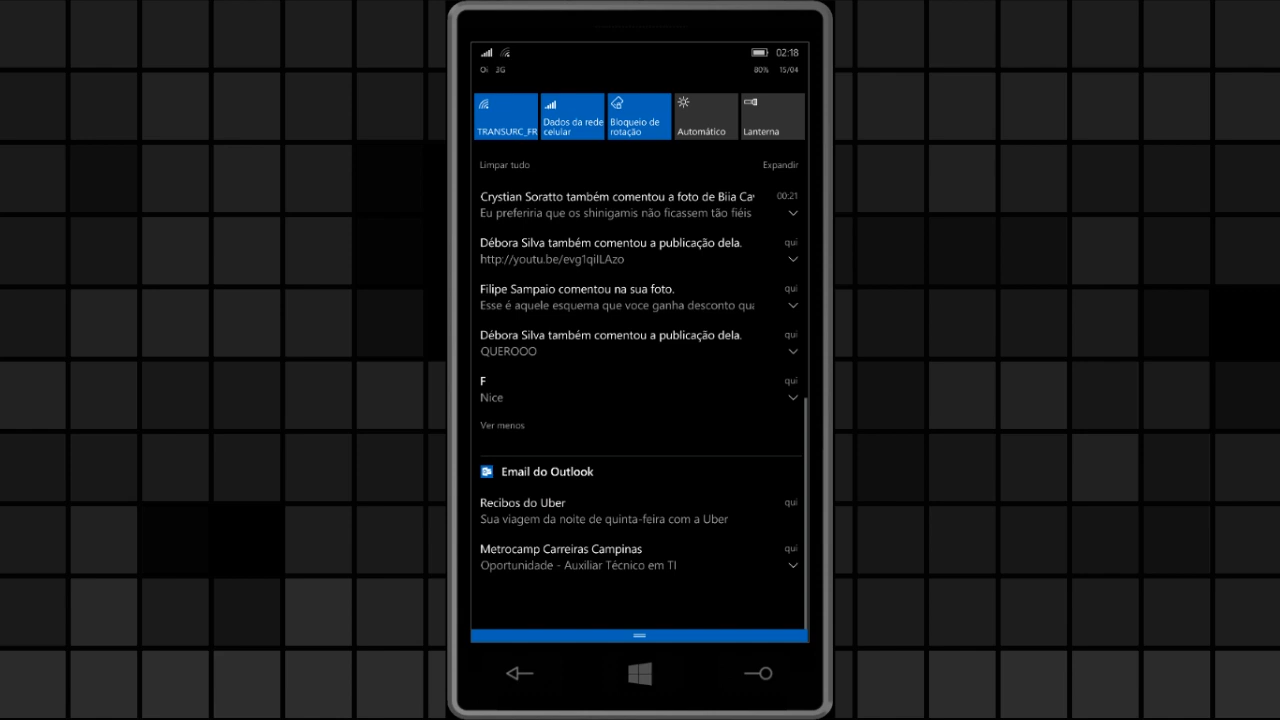 02:18
Oi 3G 80% 15/04
TRANSURC_FR
Dados da rede
celular
Bloqueio de
rotação
Automático
Lanterna
Limpar tudo Expandir
Crystian Soratto também comentou a foto de Biia Ca 00:21
Eu preferiria que os shinigamis não ficassem tão fiéis
Débora Silva também comentou a publicação dela. qui
http://youtu.be/evg1qiILAzo
Filipe Sampaio comentou na sua foto. qui
Esse é aquele esquema que voce ganha desconto qua
Débora Silva também comentou a publicação dela. qui
QUEROOO
F qui
Nice
Ver menos
Email do Outlook
Recibos do Uber qui
Sua viagem da noite de quinta-feira com a Uber
Metrocamp Carreiras Campinas qui
Oportunidade - Auxiliar Técnico em TI